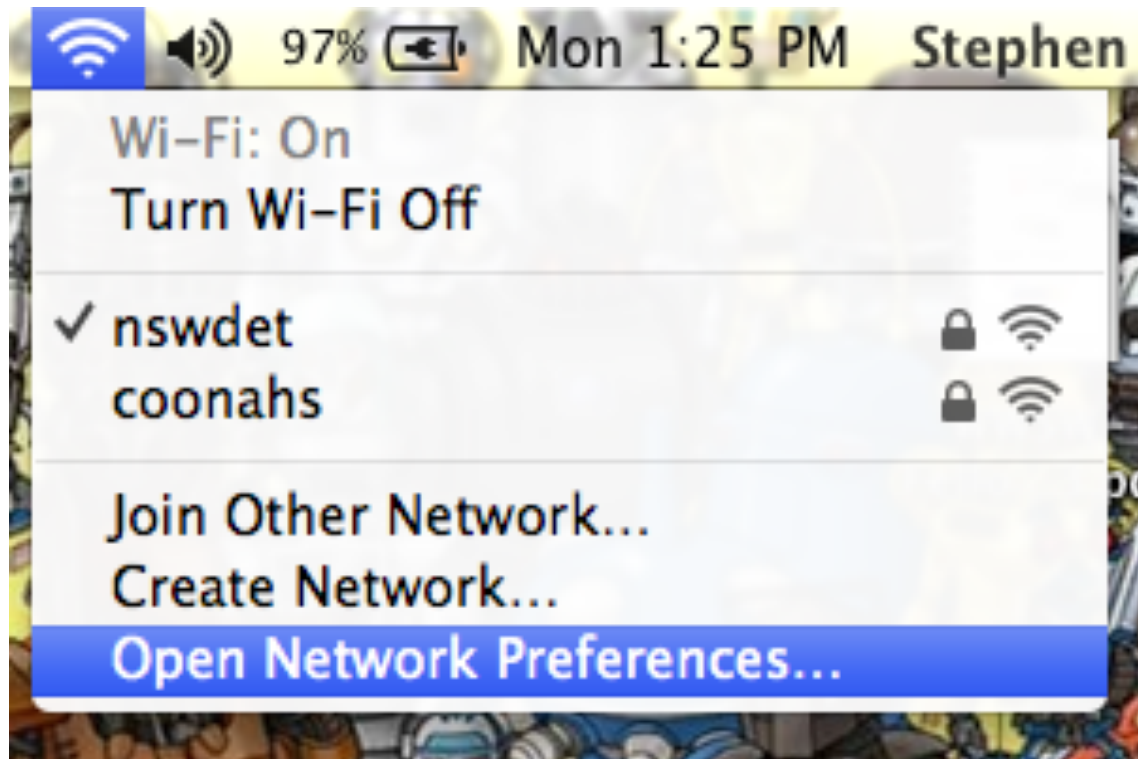 97% Mon 1:25 PM Stephen
Wi-Fi: On
Turn Wi-Fi Off
nswdet
coonahs
Join Other Network...
Create Network...
Open Network Preferences...